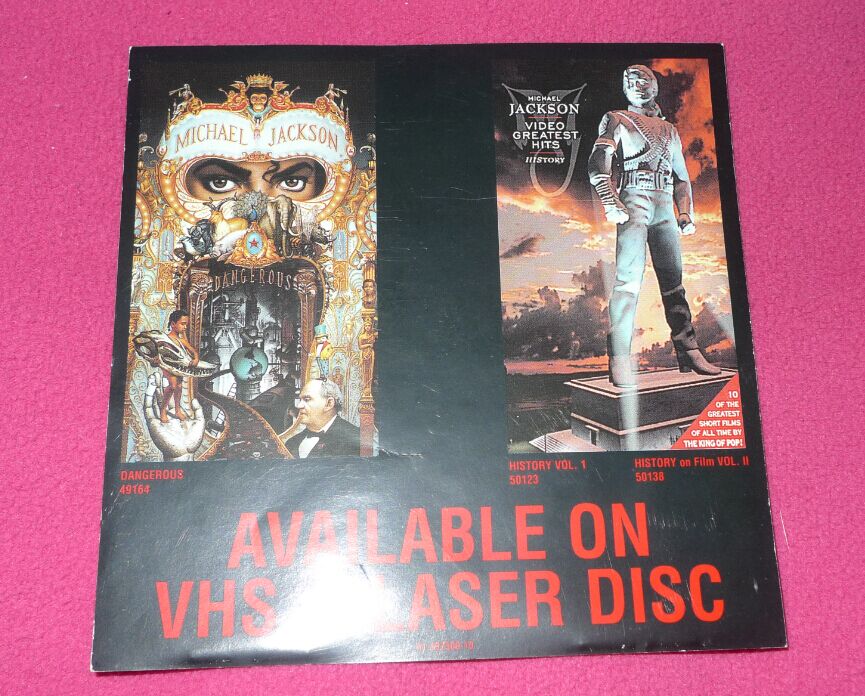 MICHAEL JACKSON
DANGEROUS
MICHAEL
JACKSON
VIDEO
GREATEST
HITS
HISTORY
10
OF THE
GREATEST
SHORT FILMS
OF ALL TIME BY
THE KING OF POP!
DANGEROUS
49164
HISTORY VOL. 1
50123
HISTORY on Film VOL. II
50138
AVAILABLE ON
VHS LASER DISC